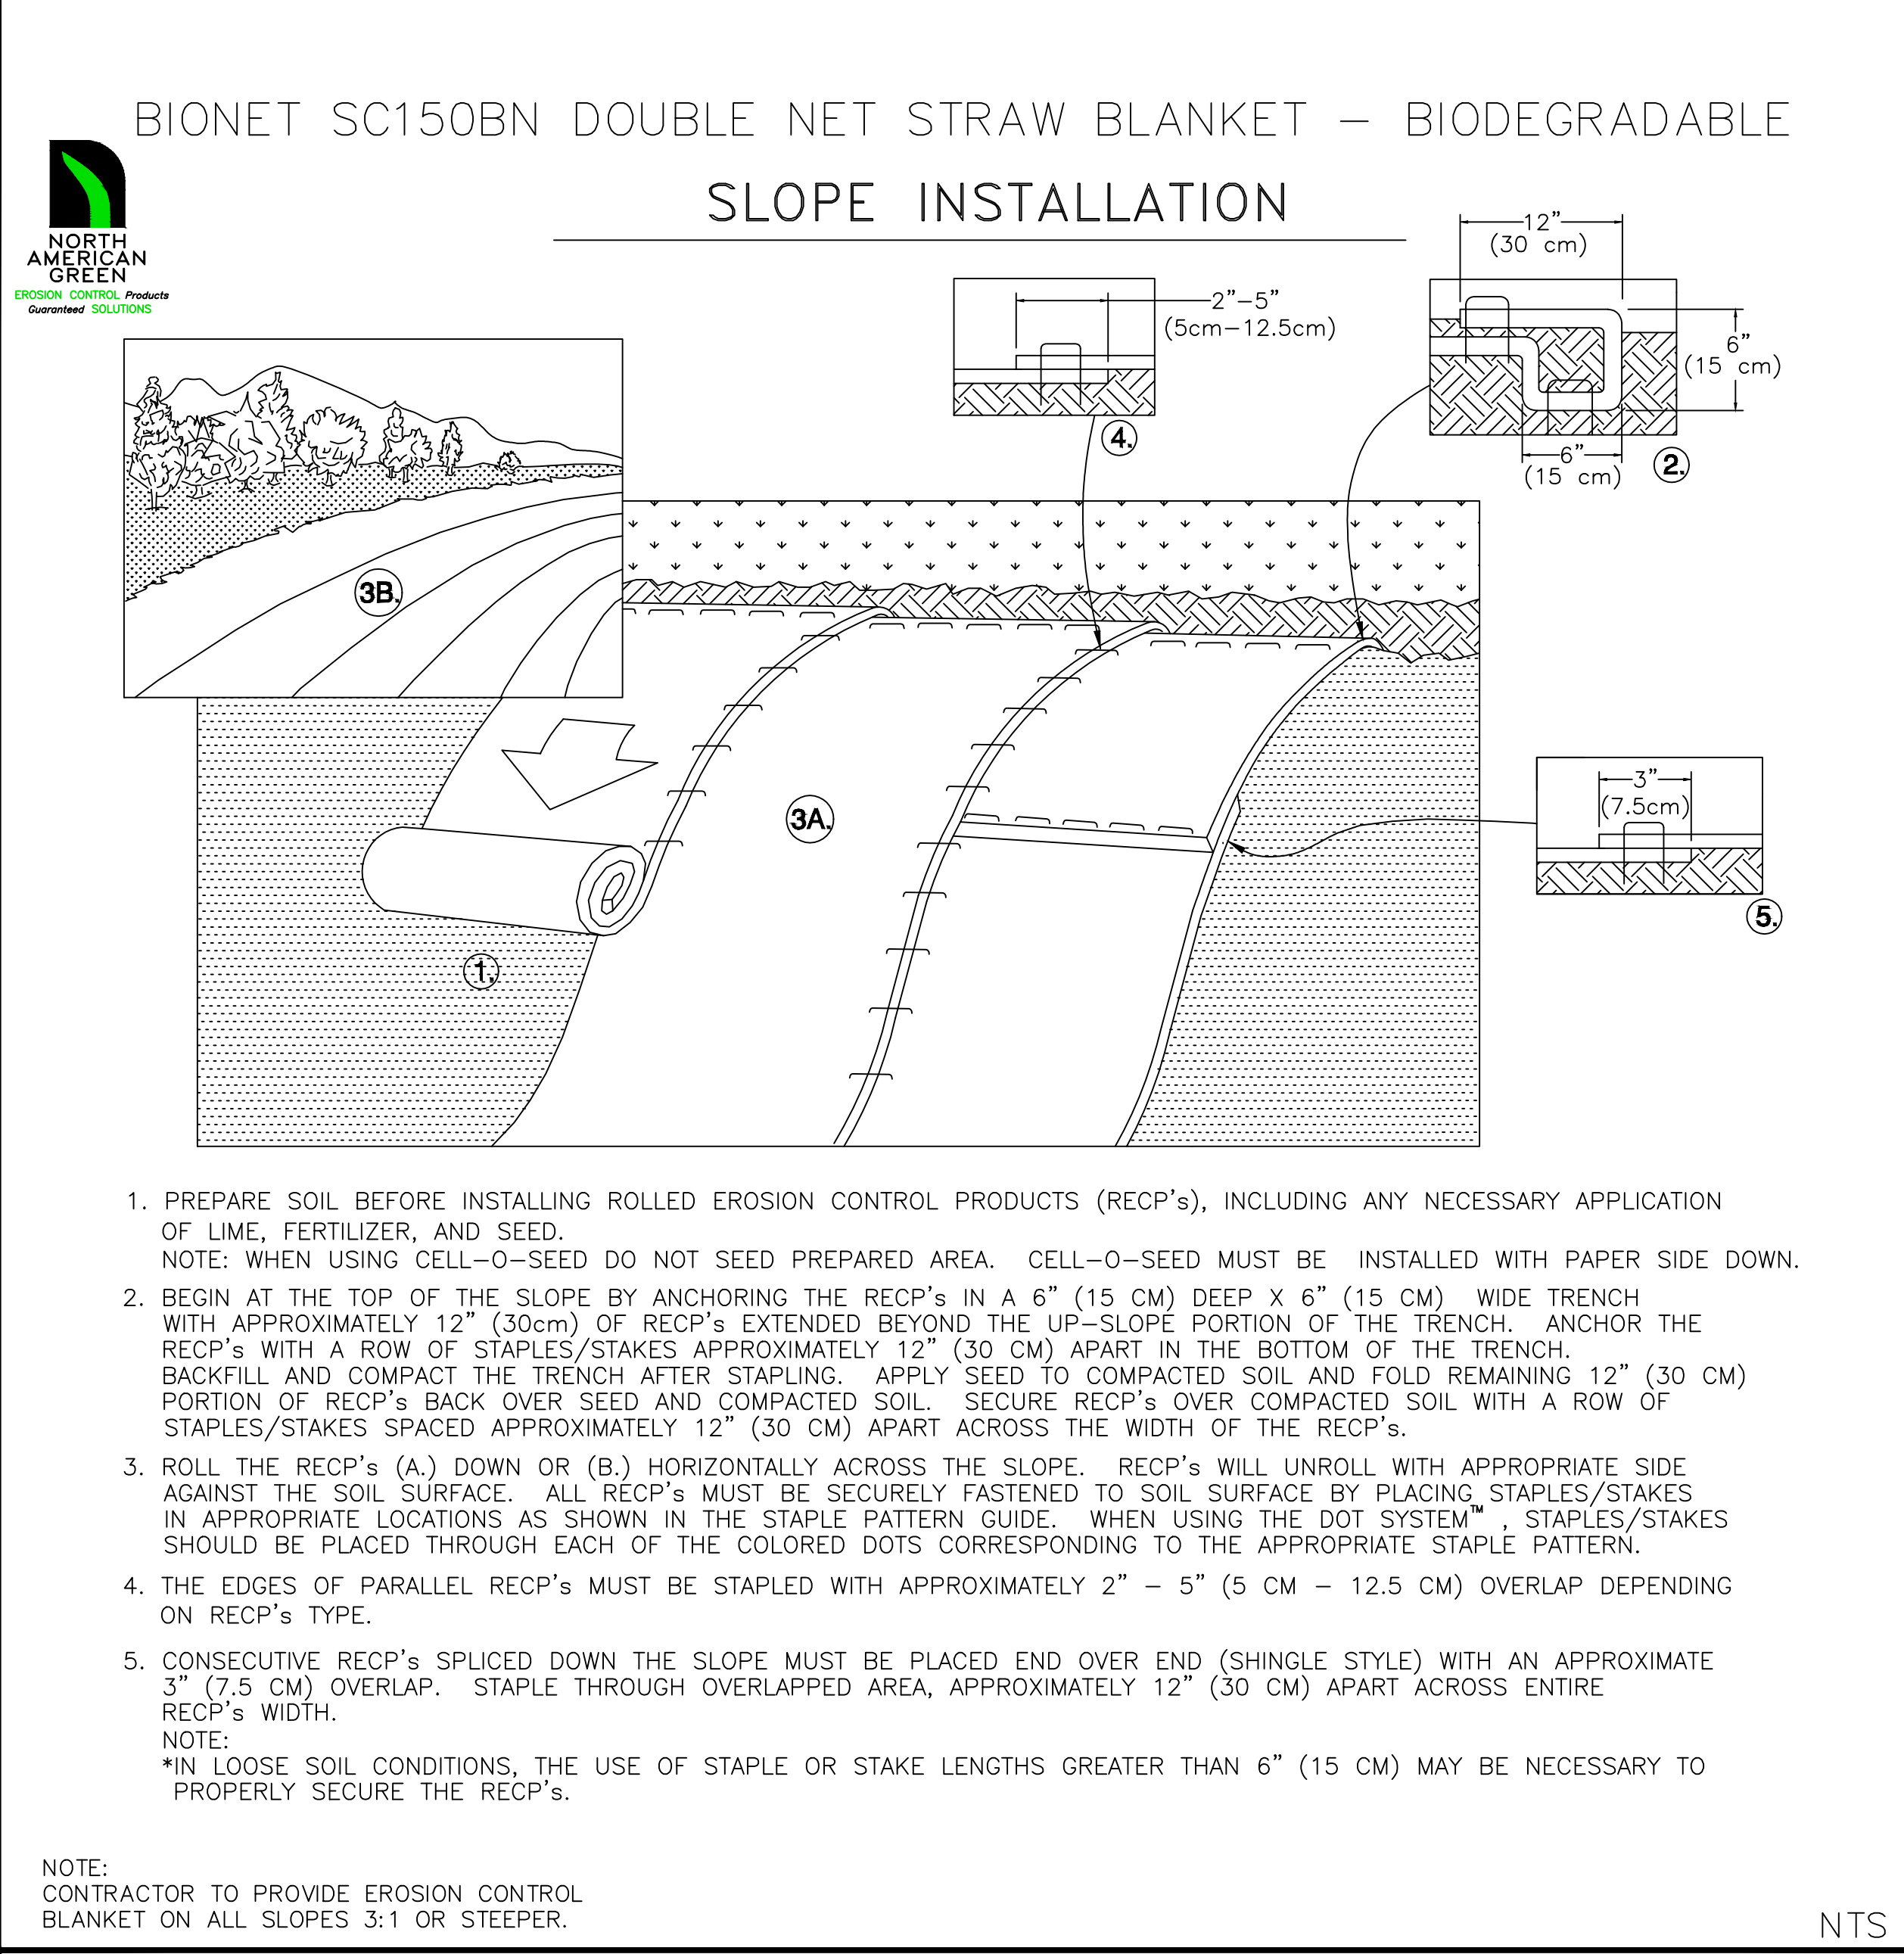 BIONET SC150BN DOUBLE NET STRAW BLANKET – BIODEGRADABLE
SLOPE INSTALLATION
NORTH
AMERICAN
GREEN
EROSION CONTROL Products
Guaranteed SOLUTIONS
12"
(30 cm)
2"–5"
(5cm–12.5cm)
6"
(15 cm)
4.
6"
(15 cm)
2.
3B.
3"
(7.5cm)
3A.
5.
1.
1. PREPARE SOIL BEFORE INSTALLING ROLLED EROSION CONTROL PRODUCTS (RECP's), INCLUDING ANY NECESSARY APPLICATION
OF LIME, FERTILIZER, AND SEED.
NOTE: WHEN USING CELL–O–SEED DO NOT SEED PREPARED AREA. CELL–O–SEED MUST BE INSTALLED WITH PAPER SIDE DOWN.
2. BEGIN AT THE TOP OF THE SLOPE BY ANCHORING THE RECP's IN A 6" (15 CM) DEEP X 6" (15 CM) WIDE TRENCH
WITH APPROXIMATELY 12" (30cm) OF RECP's EXTENDED BEYOND THE UP–SLOPE PORTION OF THE TRENCH. ANCHOR THE
RECP's WITH A ROW OF STAPLES/STAKES APPROXIMATELY 12" (30 CM) APART IN THE BOTTOM OF THE TRENCH.
BACKFILL AND COMPACT THE TRENCH AFTER STAPLING. APPLY SEED TO COMPACTED SOIL AND FOLD REMAINING 12" (30 CM)
PORTION OF RECP's BACK OVER SEED AND COMPACTED SOIL. SECURE RECP's OVER COMPACTED SOIL WITH A ROW OF
STAPLES/STAKES SPACED APPROXIMATELY 12" (30 CM) APART ACROSS THE WIDTH OF THE RECP's.
3. ROLL THE RECP's (A.) DOWN OR (B.) HORIZONTALLY ACROSS THE SLOPE. RECP's WILL UNROLL WITH APPROPRIATE SIDE
AGAINST THE SOIL SURFACE. ALL RECP's MUST BE SECURELY FASTENED TO SOIL SURFACE BY PLACING STAPLES/STAKES
IN APPROPRIATE LOCATIONS AS SHOWN IN THE STAPLE PATTERN GUIDE. WHEN USING THE DOT SYSTEM™ , STAPLES/STAKES
SHOULD BE PLACED THROUGH EACH OF THE COLORED DOTS CORRESPONDING TO THE APPROPRIATE STAPLE PATTERN.
4. THE EDGES OF PARALLEL RECP's MUST BE STAPLED WITH APPROXIMATELY 2" – 5" (5 CM – 12.5 CM) OVERLAP DEPENDING
ON RECP's TYPE.
5. CONSECUTIVE RECP's SPLICED DOWN THE SLOPE MUST BE PLACED END OVER END (SHINGLE STYLE) WITH AN APPROXIMATE
3" (7.5 CM) OVERLAP. STAPLE THROUGH OVERLAPPED AREA, APPROXIMATELY 12" (30 CM) APART ACROSS ENTIRE
RECP's WIDTH.
NOTE:
*IN LOOSE SOIL CONDITIONS, THE USE OF STAPLE OR STAKE LENGTHS GREATER THAN 6" (15 CM) MAY BE NECESSARY TO
PROPERLY SECURE THE RECP's.
NOTE:
CONTRACTOR TO PROVIDE EROSION CONTROL
BLANKET ON ALL SLOPES 3:1 OR STEEPER.
NTS